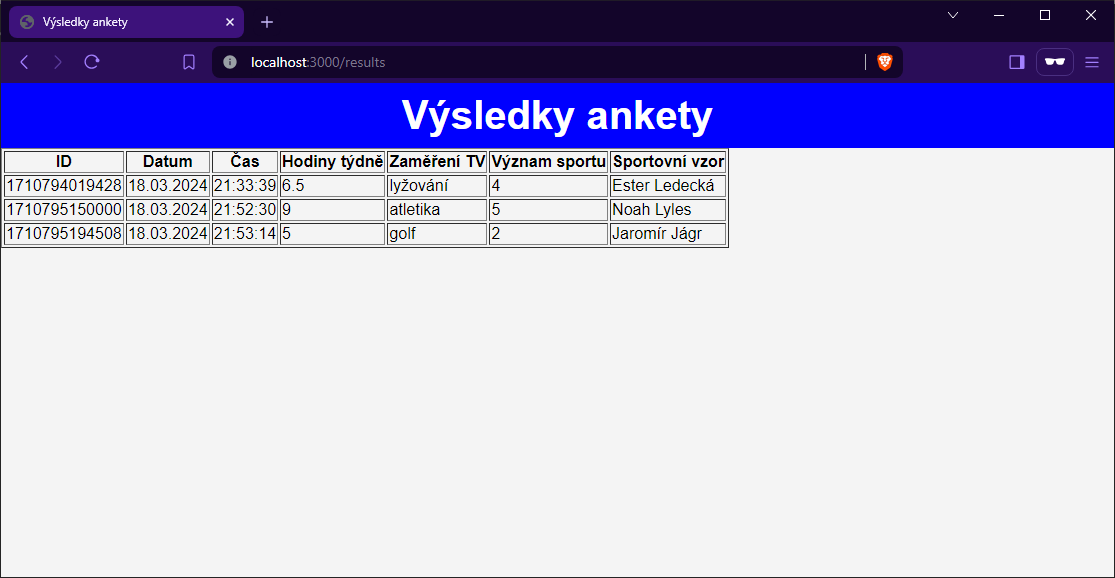 Výsledky ankety
localhost:3000/results
Výsledky ankety
ID Datum Čas Hodiny týdně Zaměření TV Význam sportu Sportovní vzor
1710794019428 18.03.2024 21:33:39 6.5 lyžování 4 Ester Ledecká
1710795150000 18.03.2024 21:52:30 9 atletika 5 Noah Lyles
1710795194508 18.03.2024 21:53:14 5 golf 2 Jaromír Jágr